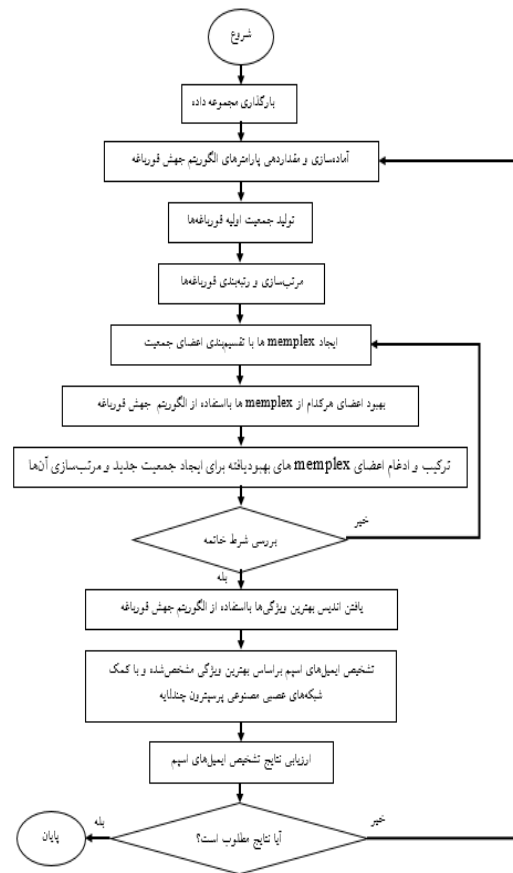 شروع
بارگذاری مجموعه داده
آماده‌سازی و مقداردهی پارامترهای الگوریتم جهش قورباغه
تولید جمعیت اولیه قورباغه‌ها
مرتب‌سازی و رتبه‌بندی قورباغه‌ها
ایجاد memplex ها با تقسیم‌بندی اعضای جمعیت
بهبود اعضای هرکدام از memplex ها بااستفاده از الگوریتم جهش قورباغه
ترکیب و ادغام اعضای memplex های بهبودیافته برای ایجاد جمعیت جدید و مرتب‌سازی آن‌ها
خیر
بررسی شرط خاتمه
بله
یافتن اندیس بهترین ویژگی‌ها بااستفاده از الگوریتم جهش قورباغه
تشخیص ایمیل‌های اسپم براساس بهترین ویژگی مشخص‌شده و با کمک
شبکه‌های عصبی مصنوعی پرسپترون چندلایه
ارزیابی نتایج تشخیص ایمیل‌های اسپم
خیر
آیا نتایج مطلوب است؟
بله
پایان